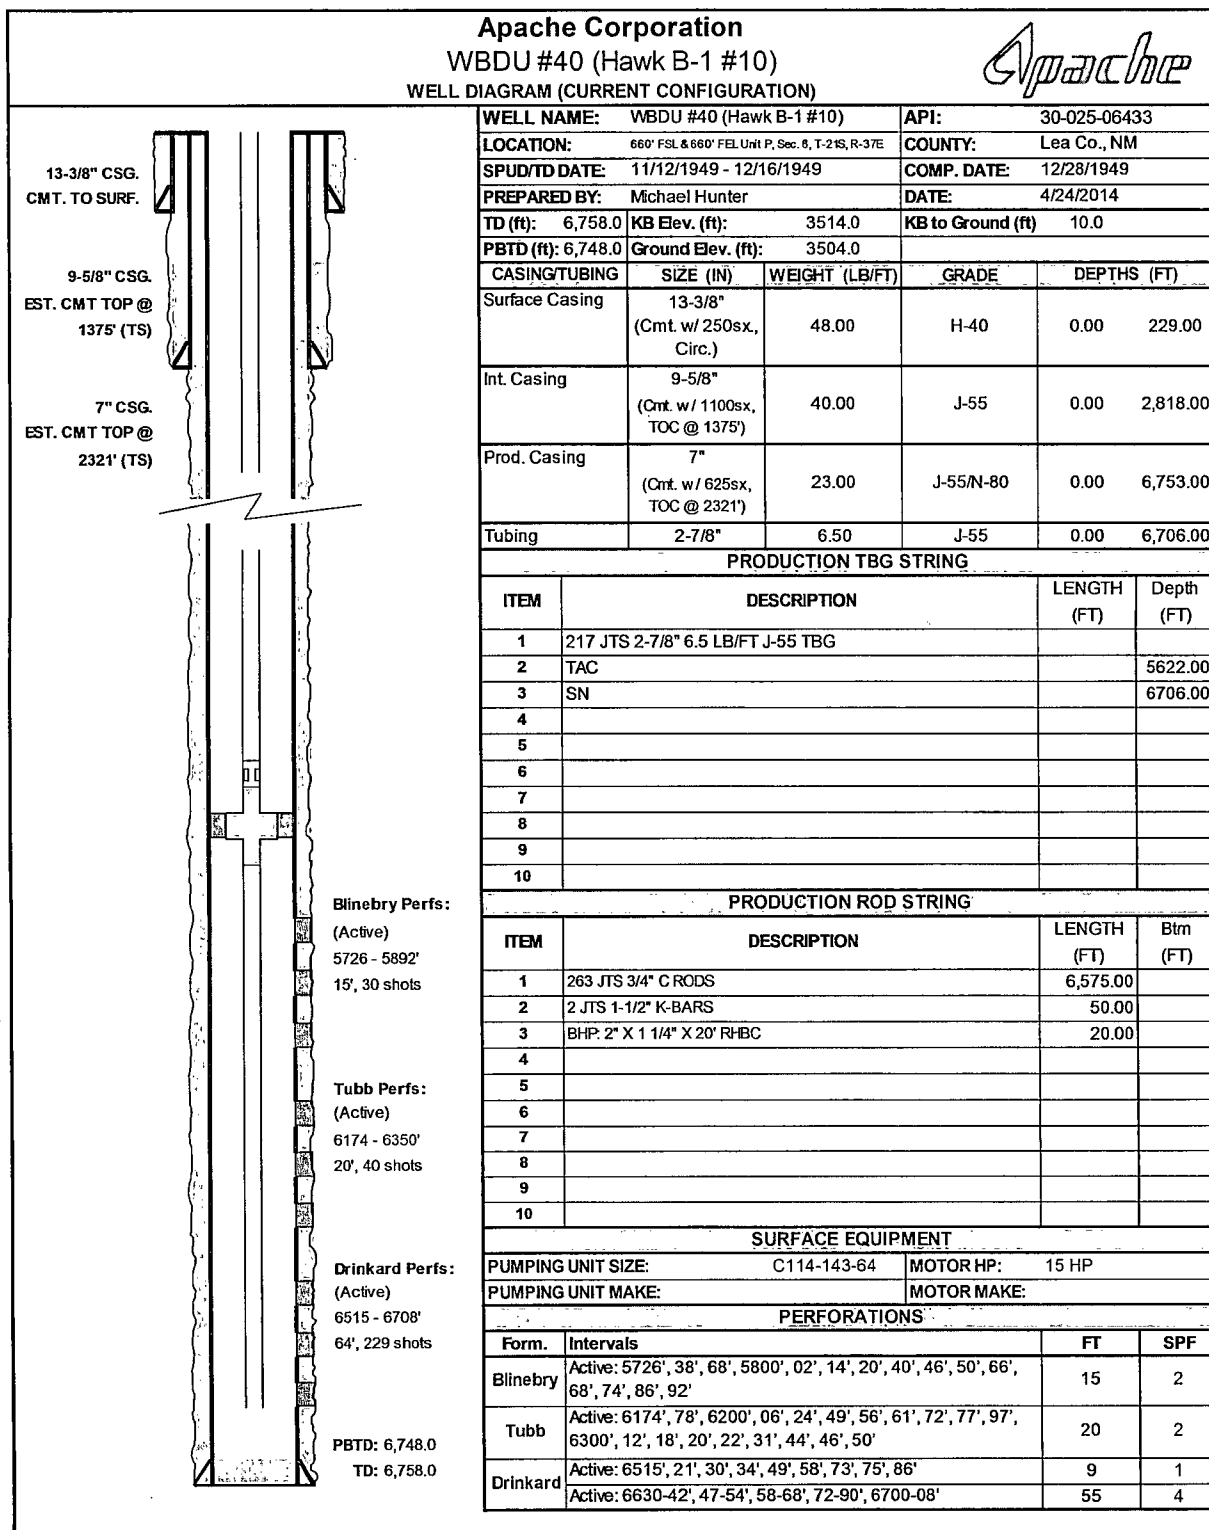 Apache Corporation
WBDU #40 (Hawk B-1 #10)
WELL DIAGRAM (CURRENT CONFIGURATION)
Apache
WELL NAME: WBDU #40 (Hawk B-1 #10) API: 30-025-06433
LOCATION: 660' FSL & 660' FEL Unit P, Sec. 8, T-21S, R-37E COUNTY: Lea Co., NM
SPUD/TD DATE: 11/12/1949 - 12/16/1949 COMP. DATE: 12/28/1949
PREPARED BY: Michael Hunter DATE: 4/24/2014
TD (ft): 6,758.0 KB Elev. (ft): 3514.0 KB to Ground (ft) 10.0
PBTD (ft): 6,748.0 Ground Elev. (ft): 3504.0
CASING/TUBING SIZE (IN) WEIGHT (LB/FT) GRADE DEPTHS (FT)
Surface Casing 13-3/8" (Cmt. w/ 250sx., Circ.) 48.00 H-40 0.00 229.00
Int. Casing 9-5/8" (Cmt. w/ 1100sx, TOC @ 1375') 40.00 J-55 0.00 2,818.00
Prod. Casing 7" (Cmt. w/ 625sx, TOC @ 2321') 23.00 J-55/N-80 0.00 6,753.00
Tubing 2-7/8" 6.50 J-55 0.00 6,706.00
PRODUCTION TBG STRING
ITEM DESCRIPTION LENGTH (FT) Depth (FT)
1 217 JTS 2-7/8" 6.5 LB/FT J-55 TBG
2 TAC 5622.00
3 SN 6706.00
4
5
6
7
8
9
10
PRODUCTION ROD STRING
ITEM DESCRIPTION LENGTH (FT) Btm (FT)
1 263 JTS 3/4" C RODS 6,575.00
2 2 JTS 1-1/2" K-BARS 50.00
3 BHP: 2" X 1 1/4" X 20' RHBC 20.00
4
5
6
7
8
9
10
SURFACE EQUIPMENT
PUMPING UNIT SIZE: C114-143-64 MOTOR HP: 15 HP
PUMPING UNIT MAKE: MOTOR MAKE:
PERFORATIONS
Form. Intervals FT SPF
Blinebry Active: 5726', 38', 68', 5800', 02', 14', 20', 40', 46', 50', 66', 68', 74', 86', 92' 15 2
Tubb Active: 6174', 78', 6200', 06', 24', 49', 56', 61', 72', 77', 97', 6300', 12', 18', 20', 22', 31', 44', 46', 50' 20 2
Drinkard Active: 6515', 21', 30', 34', 49', 58', 73', 75', 86' 9 1
Active: 6630-42', 47-54', 58-68', 72-90', 6700-08' 55 4
13-3/8" CSG.
CMT. TO SURF.
9-5/8" CSG.
EST. CMT TOP @
1375' (TS)
7" CSG.
EST. CMT TOP @
2321' (TS)
Blinebry Perfs:
(Active)
5726 - 5892'
15', 30 shots
Tubb Perfs:
(Active)
6174 - 6350'
20', 40 shots
Drinkard Perfs:
(Active)
6515 - 6708'
64', 229 shots
PBTD: 6,748.0
TD: 6,758.0